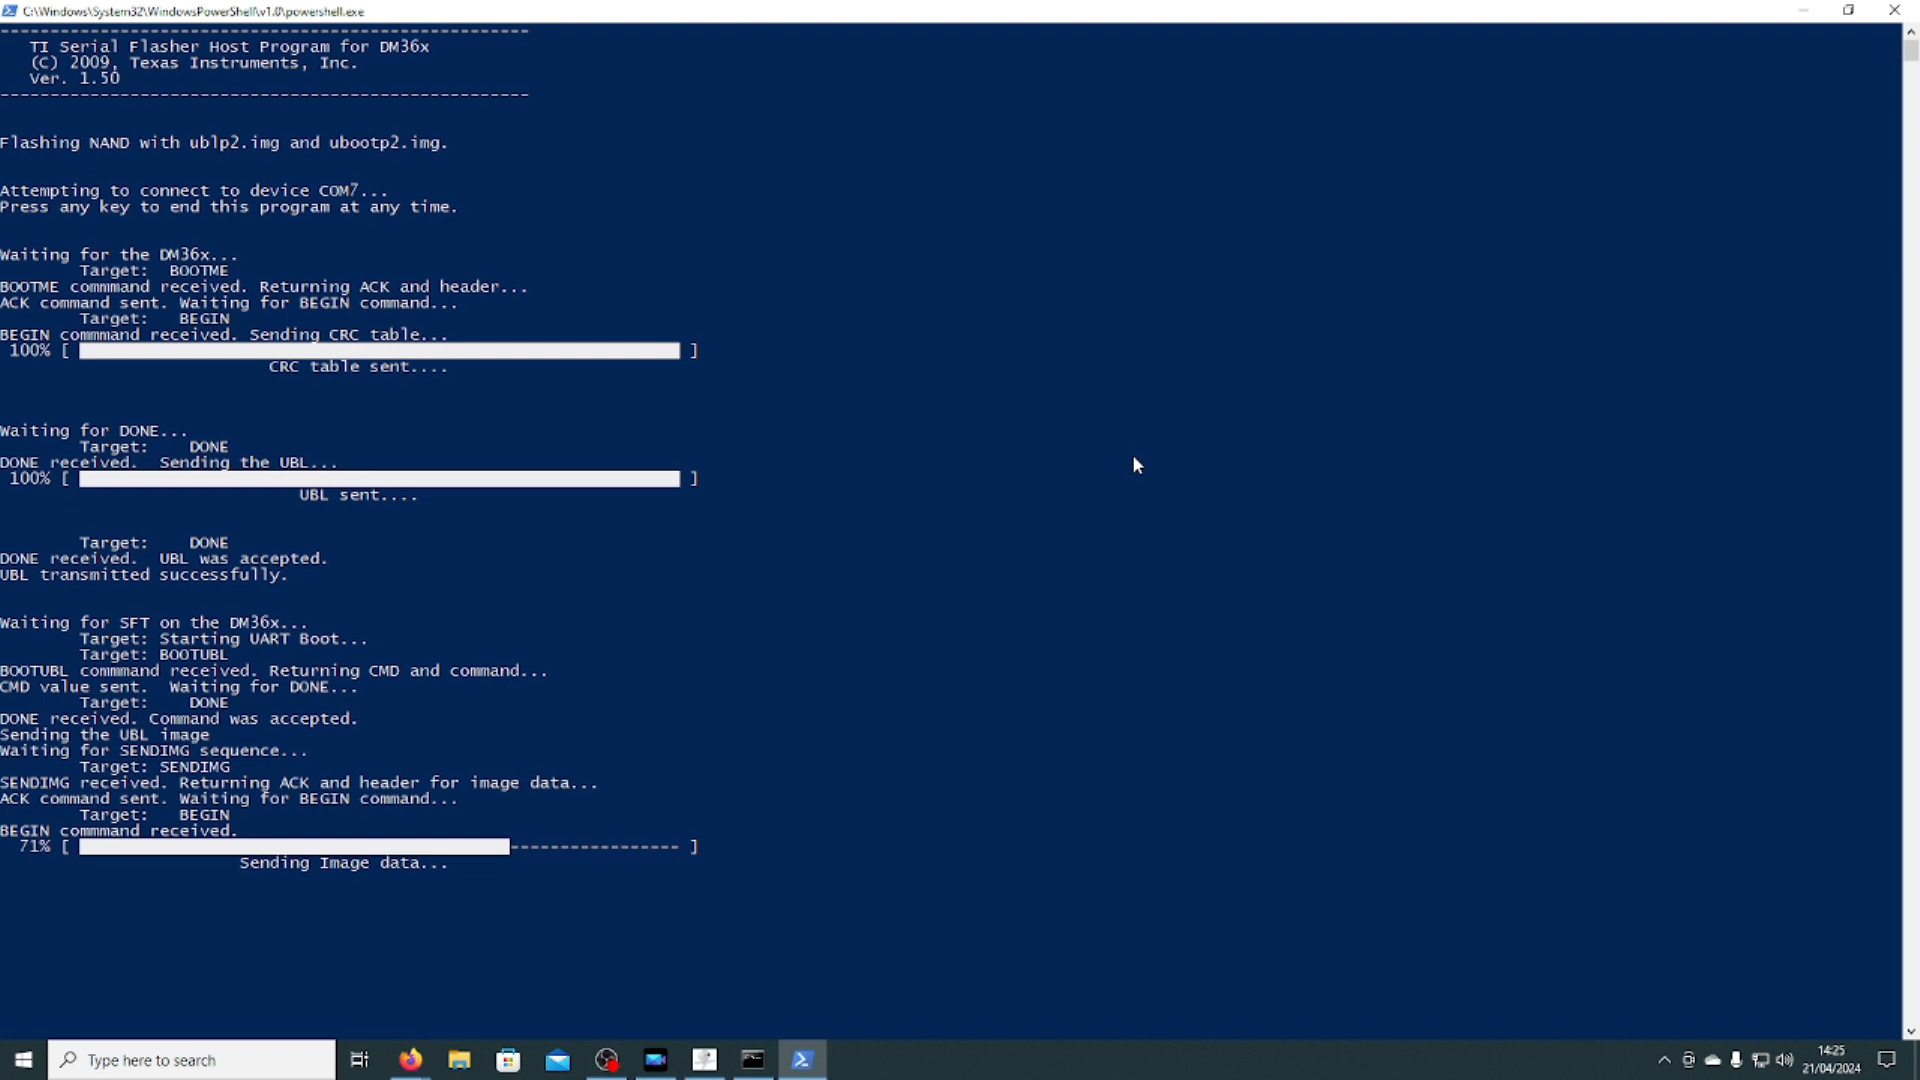 C:\Windows\System32\WindowsPowerShell\v1.0\powershell.exe
-----------------------------------------------------
TI Serial Flasher Host Program for DM36x
(C) 2009, Texas Instruments, Inc.
Ver. 1.50
-----------------------------------------------------
Flashing NAND with ublp2.img and ubootp2.img.
Attempting to connect to device COM7...
Press any key to end this program at any time.
Waiting for the DM36x...
Target:  BOOTME
BOOTME commmand received. Returning ACK and header...
ACK command sent. Waiting for BEGIN command...
Target:   BEGIN
BEGIN commmand received. Sending CRC table...
100% [ ]
CRC table sent....
Waiting for DONE...
Target:    DONE
DONE received.  Sending the UBL...
100% [ ]
UBL sent....
Target:    DONE
DONE received.  UBL was accepted.
UBL transmitted successfully.
Waiting for SFT on the DM36x...
Target: Starting UART Boot...
Target: BOOTUBL
BOOTUBL commmand received. Returning CMD and command...
CMD value sent.  Waiting for DONE...
Target:    DONE
DONE received. Command was accepted.
Sending the UBL image
Waiting for SENDIMG sequence...
Target: SENDIMG
SENDIMG received. Returning ACK and header for image data...
ACK command sent. Waiting for BEGIN command...
Target:   BEGIN
BEGIN commmand received.
71% [ ----------------- ]
Sending Image data...
Type here to search
14:25
21/04/2024